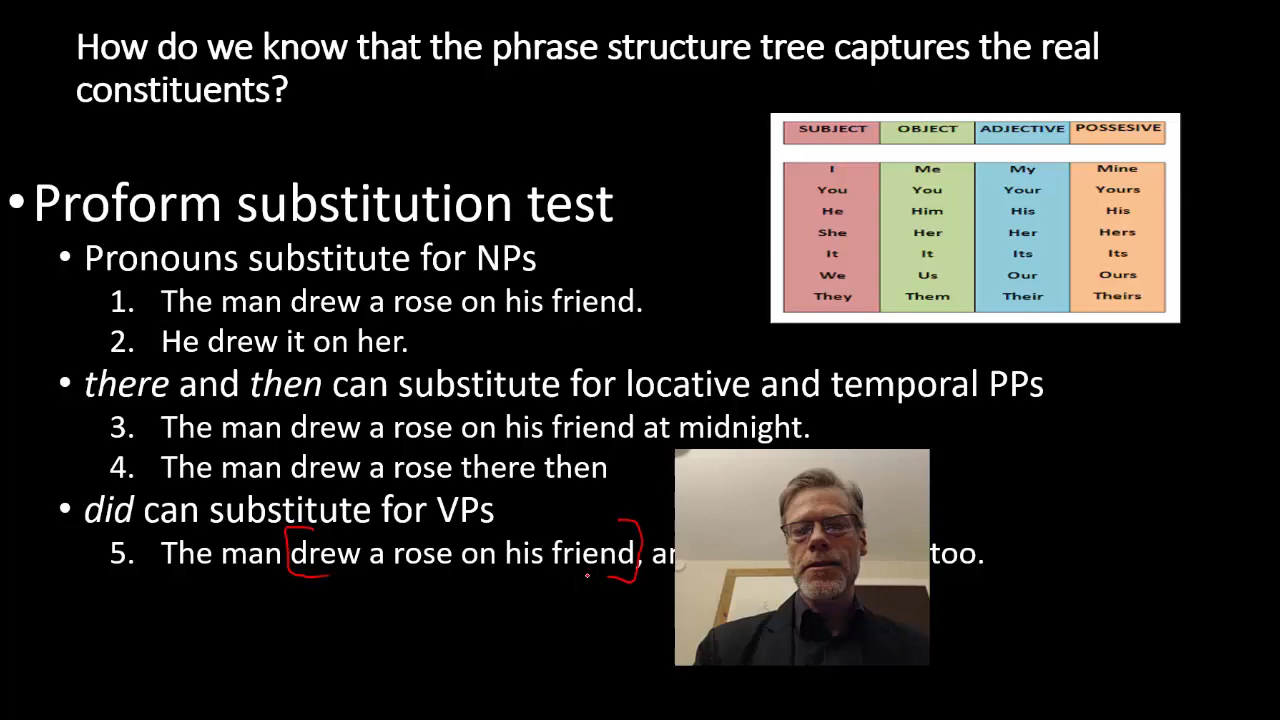 How do we know that the phrase structure tree captures the real
constituents?
SUBJECT OBJECT ADJECTIVE POSSESIVE
I Me My Mine
You You Your Yours
He Him His His
She Her Her Hers
It It Its Its
We Us Our Ours
They Them Their Theirs
• Proform substitution test
• Pronouns substitute for NPs
1. The man drew a rose on his friend.
2. He drew it on her.
• there and then can substitute for locative and temporal PPs
3. The man drew a rose on his friend at midnight.
4. The man drew a rose there then
• did can substitute for VPs
5. The man drew a rose on his friend, too.